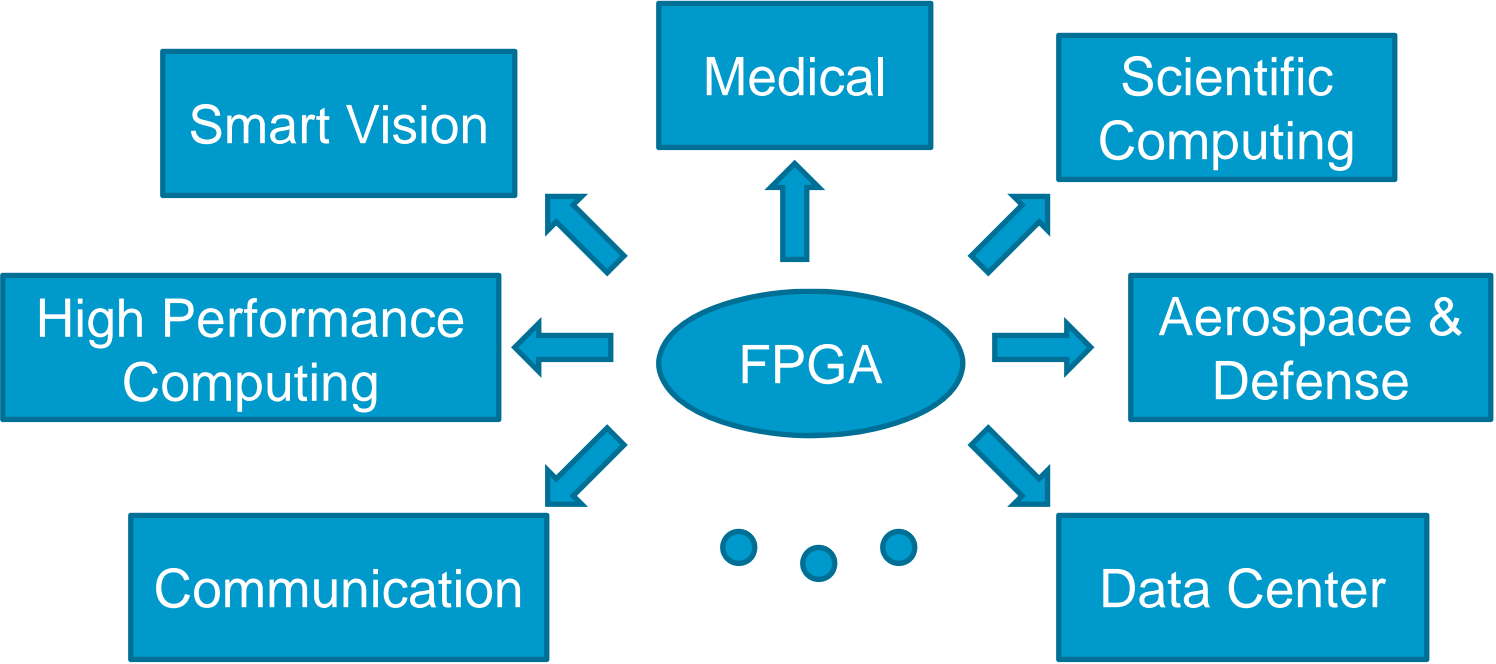 Medical
Scientific
Computing
Smart Vision
High Performance
Computing
FPGA
Aerospace &
Defense
Communication
Data Center